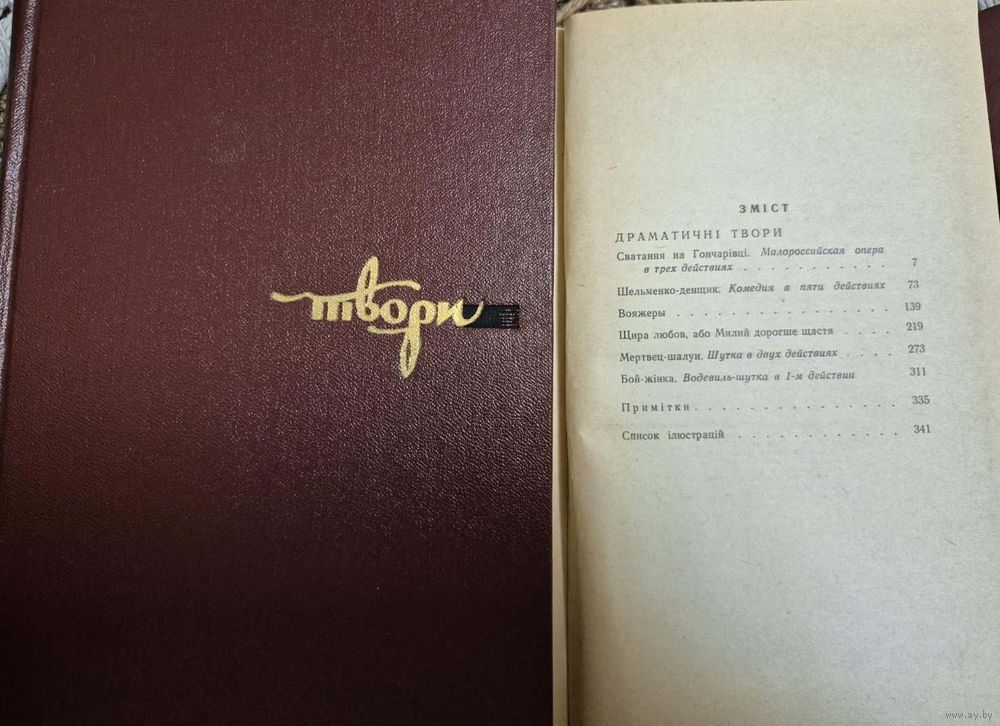 твори
ЗМІСТ
ДРАМАТИЧНІ ТВОРИ
Сватання на Гончарівці. Малороссийская опера
в трех действиях . . . . . . . . . . . 7
Шельменко-денщик. Комедия в пяти действиях 73
Вояжеры . . . . . . . . . . . . . . . . 139
Щира любов, або Милий дорогше щастя . . . . . 219
Мертвец-шалун. Шутка в двух действиях . . . . 273
Бой-жінка. Водевиль-шутка в 1-м действии 311
Примітки . . . . . . . . . . . . . . 335
Список ілюстрацій . . . . . . . . . . . . 341
www.ay.by